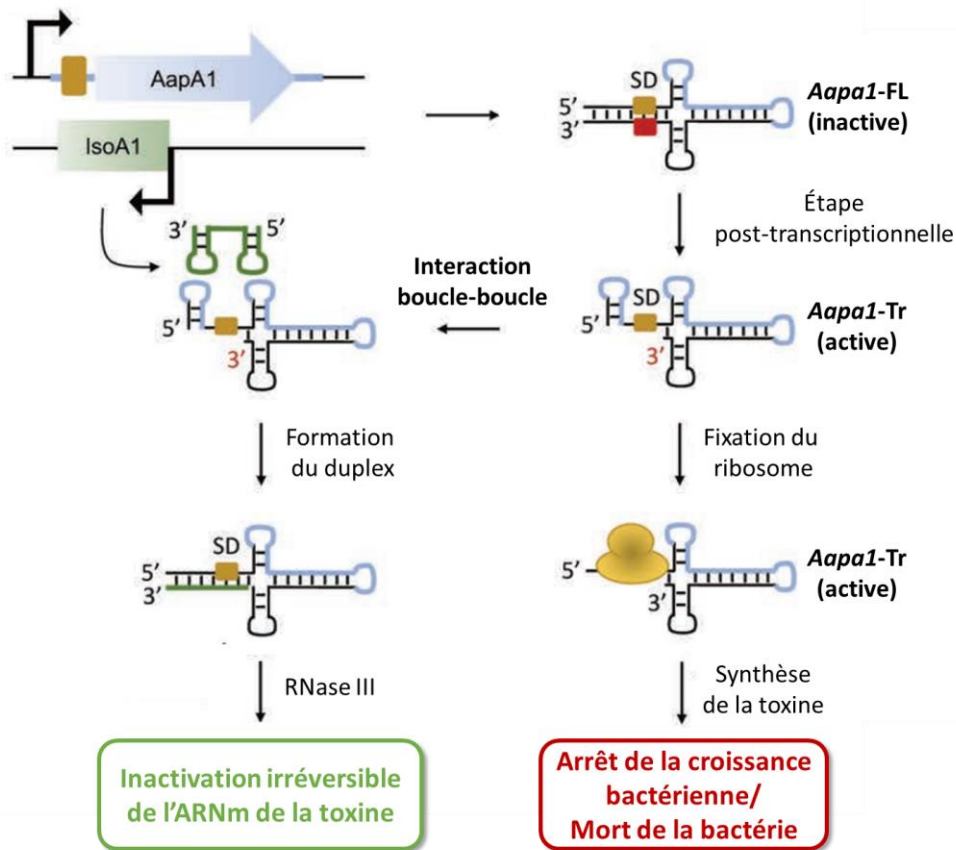 AapA1
IsoA1
SD
5'
3'
Aapa1-FL
(inactive)
Étape
post-transcriptionnelle
3'
5'
5'
3'
Interaction
boucle-boucle
SD
5'
3'
Aapa1-Tr
(active)
Formation
du duplex
Fixation du
ribosome
SD
5'
3'
5'
3'
Aapa1-Tr
(active)
RNase III
Synthèse
de la toxine
Inactivation irréversible
de l'ARNm de la toxine
Arrêt de la croissance
bactérienne/
Mort de la bactérie